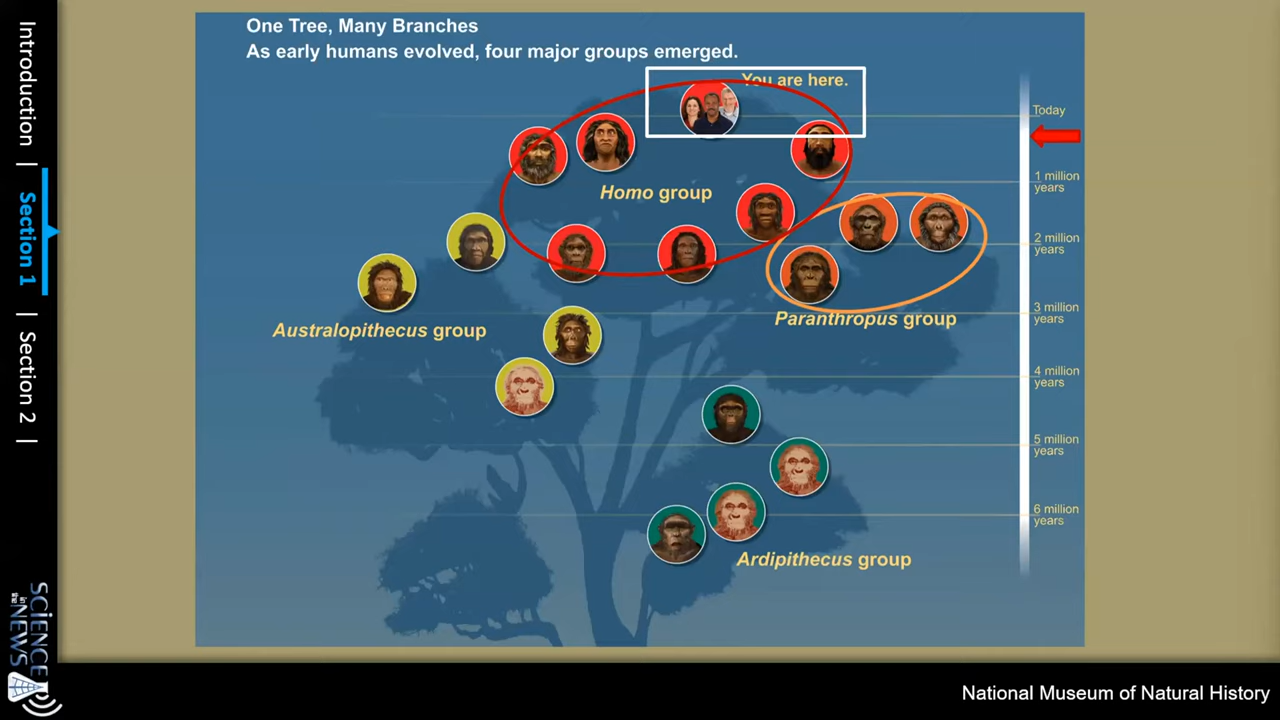 One Tree, Many Branches
As early humans evolved, four major groups emerged.
You are here.
Today
Homo group
1 million
years
2 million
years
3 million
years
Paranthropus group
Australopithecus group
4 million
years
5 million
years
6 million
years
Ardipithecus group
Introduction | Section 1 | Section 2 |
SCIENCE
in
the
NEWS
National Museum of Natural History